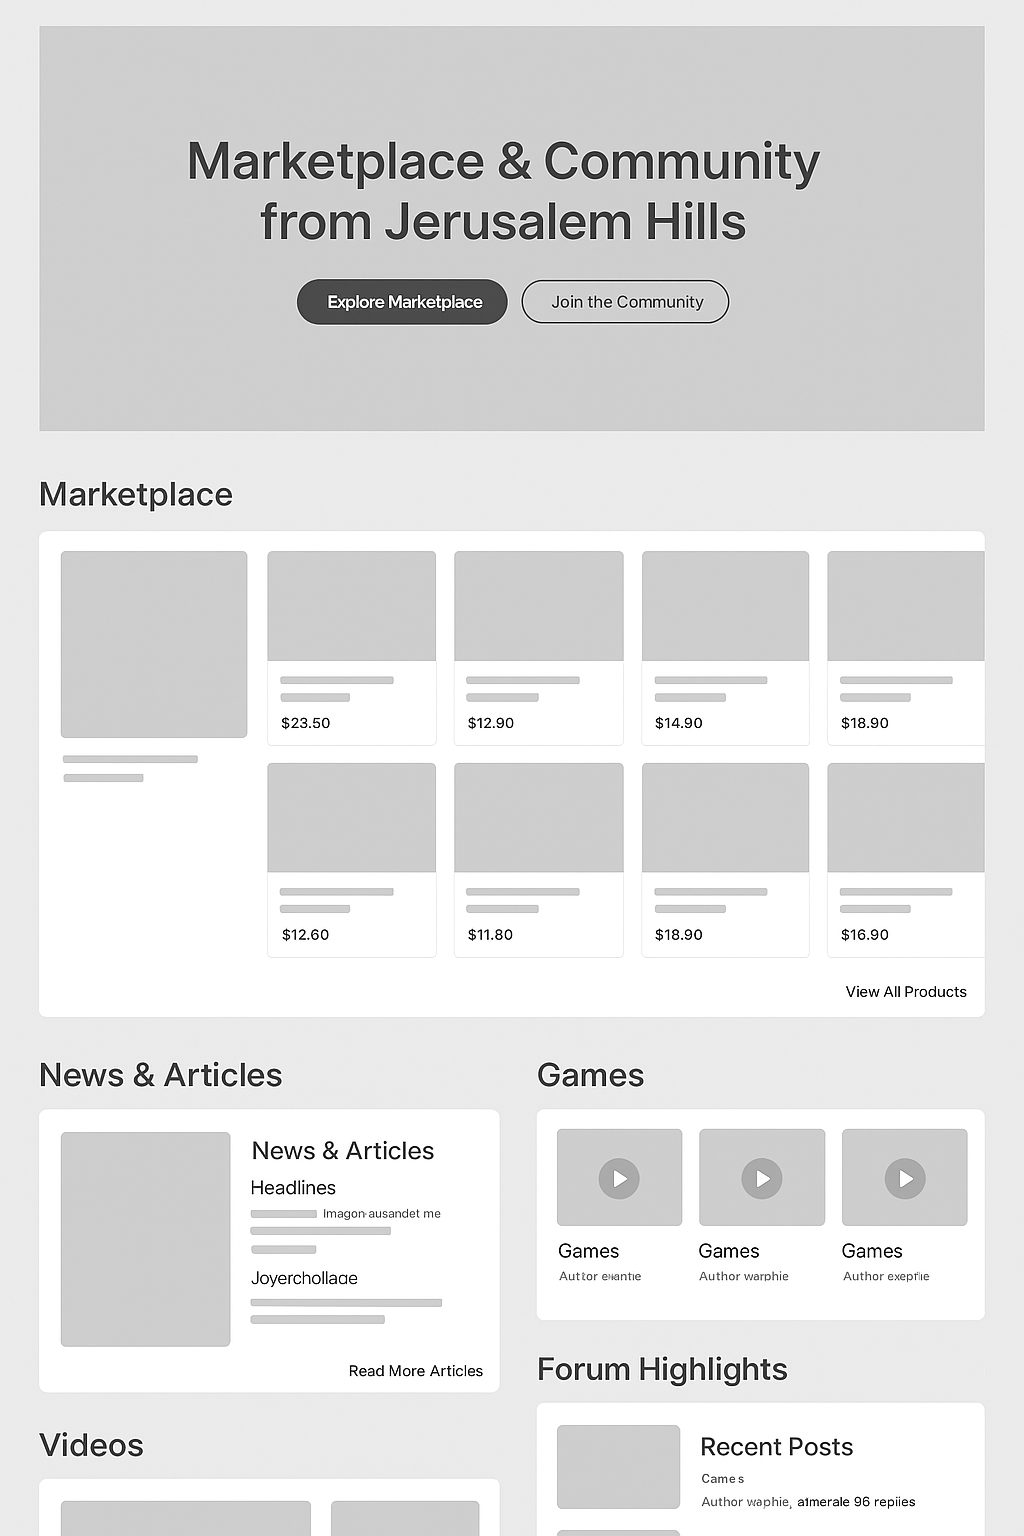 Marketplace & Community
from Jerusalem Hills
Explore Marketplace
Join the Community
Marketplace
$23.50
$12.90
$14.90
$18.90
$12.60
$11.80
$18.90
$16.90
View All Products
News & Articles
News & Articles
Headlines
Imagon ausandet me
Joyerchollage
Read More Articles
Games
Games
Author
Games
Author warphie
Games
Author
Forum Highlights
Recent Posts
Cames
Author waphie, atmerale 96 repiies
Videos